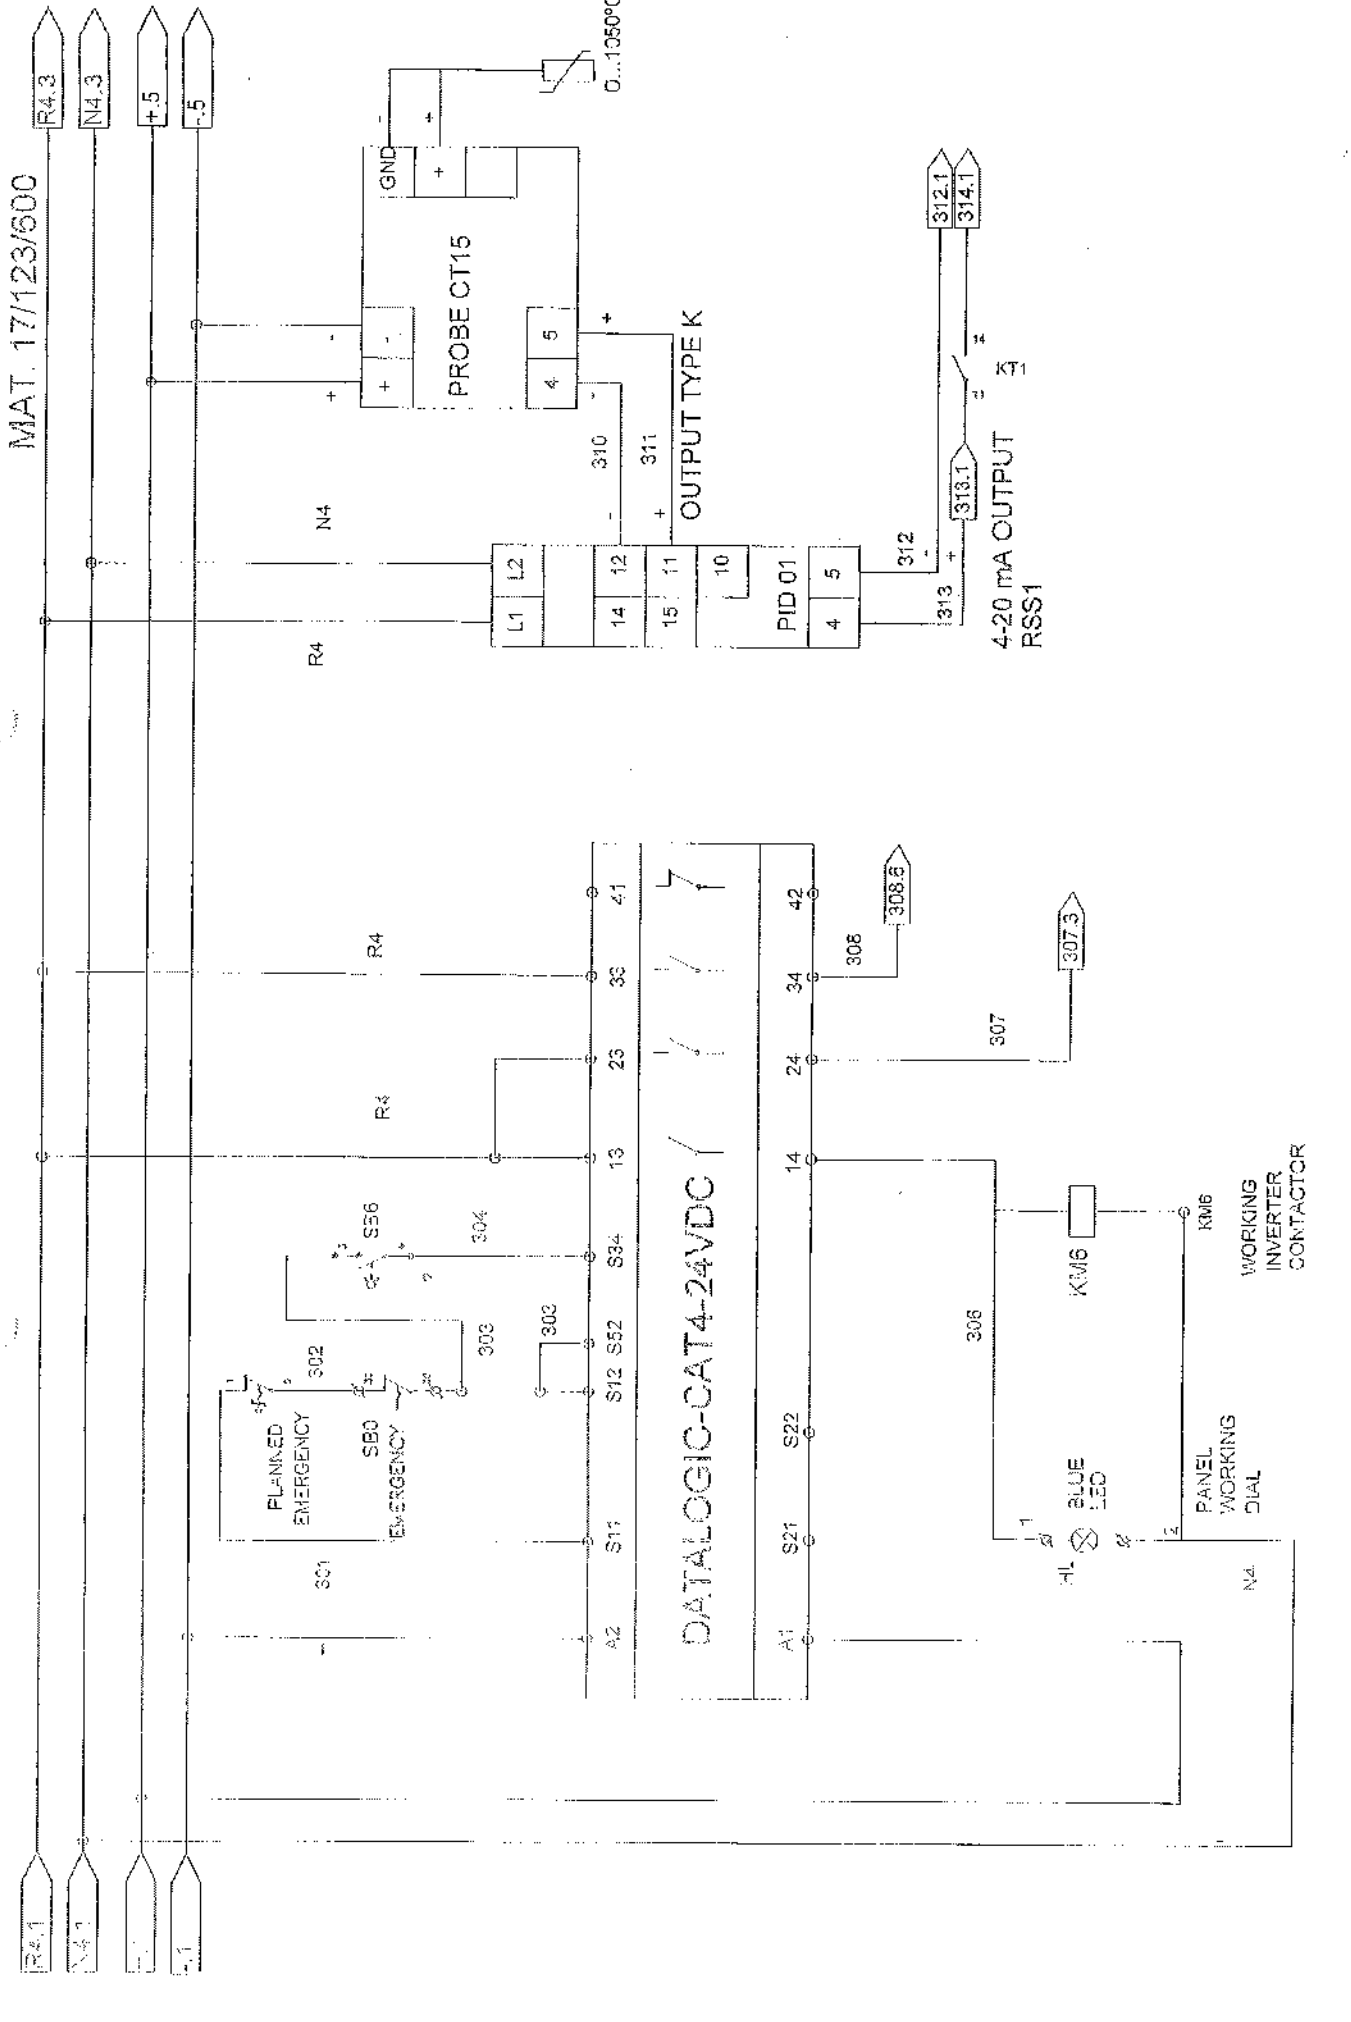 MAT. 17/123/600
R4.3
N4.3
+.5
-.5
R4.1
N4.1
-.1
0...1050°C
GND
-
+
+
PROBE CT15
-
+
-
+
4
5
-
+
310
311
OUTPUT TYPE K
-
+
N4
R4
L1
L2
14
12
15
11
10
PID 01
4
5
312
-
313
+
312.1
314.1
313.1
14
13
KT1
4-20 mA OUTPUT
RSS1
R4
R4
304
302
303
303
301
-
PLANNED
EMERGENCY
SB0
EMERGENCY
A2
S11
S12
S52
S34
13
23
33
41
DATALOGIC-CAT4-24VDC
A1
S21
S22
14
24
34
42
308
308.6
307
307.3
306
KM6
KM6
WORKING
INVERTER
CONTACTOR
HL
1
2
BLUE
LED
PANEL
WORKING
DIAL
N4